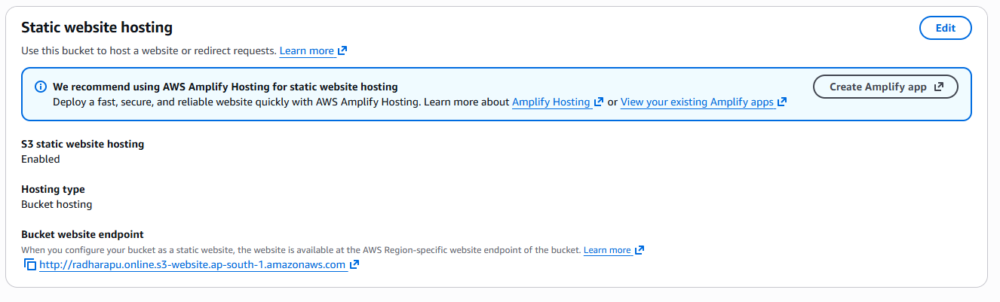 Static website hosting
Edit
Use this bucket to host a website or redirect requests. Learn more
We recommend using AWS Amplify Hosting for static website hosting
Create Amplify app
Deploy a fast, secure, and reliable website quickly with AWS Amplify Hosting. Learn more about Amplify Hosting or View your existing Amplify apps
S3 static website hosting
Enabled
Hosting type
Bucket hosting
Bucket website endpoint
When you configure your bucket as a static website, the website is available at the AWS Region-specific website endpoint of the bucket. Learn more
http://radharapu.online.s3-website.ap-south-1.amazonaws.com